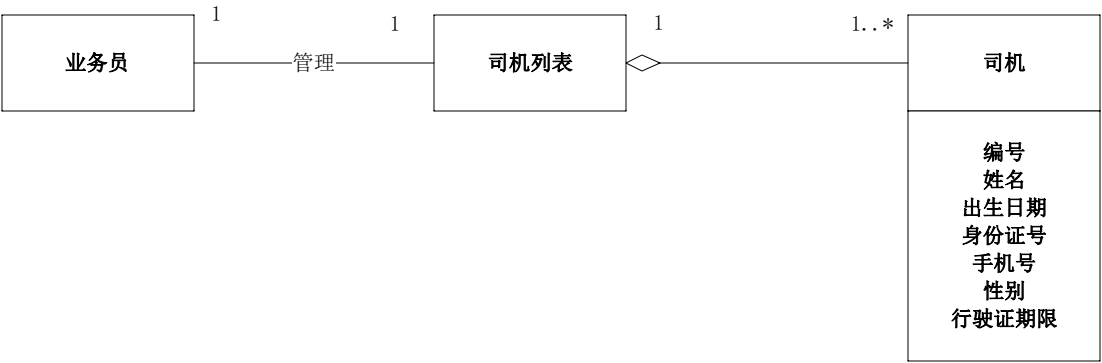 1
1
1
1..*
业务员
管理
司机列表
司机
编号
姓名
出生日期
身份证号
手机号
性别
行驶证期限